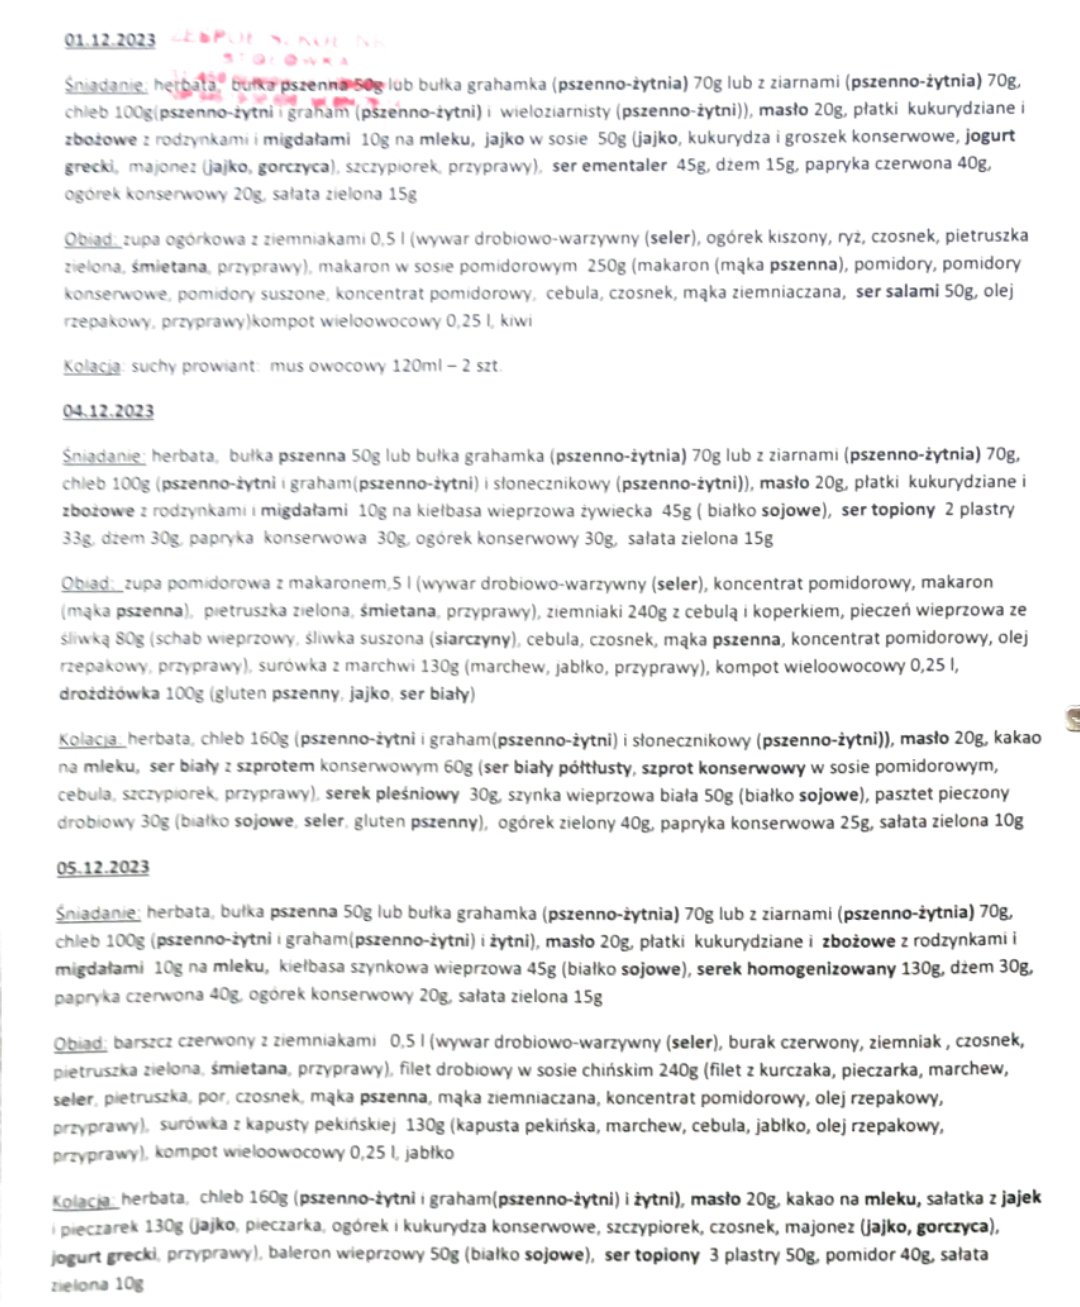 01.12.2023
Śniadanie: herbata, bułka pszenna 50g lub bułka grahamka (pszenno-żytnia) 70g lub z ziarnami (pszenno-żytnia) 70g,
chleb 100g(pszenno-żytni i graham (pszenno-żytni) i wieloziarnisty (pszenno-żytni)), masło 20g, płatki kukurydziane i
zbożowe z rodzynkami i migdałami 10g na mleku, jajko w sosie 50g (jajko, kukurydza i groszek konserwowe, jogurt
grecki, majonez (jajko, gorczyca), szczypiorek, przyprawy), ser ementaler 45g, dżem 15g, papryka czerwona 40g,
ogórek konserwowy 20g, sałata zielona 15g
Obiad: zupa ogórkowa z ziemniakami 0,5 l (wywar drobiowo-warzywny (seler), ogórek kiszony, ryż, czosnek, pietruszka
zielona, śmietana, przyprawy), makaron w sosie pomidorowym 250g (makaron (mąka pszenna), pomidory, pomidory
konserwowe, pomidory suszone, koncentrat pomidorowy, cebula, czosnek, mąka ziemniaczana, ser salami 50g, olej
rzepakowy, przyprawy)kompot wieloowocowy 0,25 l, kiwi
Kolacja: suchy prowiant: mus owocowy 120ml – 2 szt.
04.12.2023
Śniadanie: herbata, bułka pszenna 50g lub bułka grahamka (pszenno-żytnia) 70g lub z ziarnami (pszenno-żytnia) 70g,
chleb 100g (pszenno-żytni i graham(pszenno-żytni) i słonecznikowy (pszenno-żytni)), masło 20g, płatki kukurydziane i
zbożowe z rodzynkami i migdałami 10g na kiełbasa wieprzowa żywiecka 45g ( białko sojowe), ser topiony 2 plastry
33g, dżem 30g, papryka konserwowa 30g, ogórek konserwowy 30g, sałata zielona 15g
Obiad: zupa pomidorowa z makaronem,5 l (wywar drobiowo-warzywny (seler), koncentrat pomidorowy, makaron
(mąka pszenna), pietruszka zielona, śmietana, przyprawy), ziemniaki 240g z cebulą i koperkiem, pieczeń wieprzowa ze
śliwką 80g (schab wieprzowy, śliwka suszona (siarczyny), cebula, czosnek, mąka pszenna, koncentrat pomidorowy, olej
rzepakowy, przyprawy), surówka z marchwi 130g (marchew, jabłko, przyprawy), kompot wieloowocowy 0,25 l,
drożdżówka 100g (gluten pszenny, jajko, ser biały)
Kolacja: herbata, chleb 160g (pszenno-żytni i graham(pszenno-żytni) i słonecznikowy (pszenno-żytni)), masło 20g, kakao
na mleku, ser biały z szprotem konserwowym 60g (ser biały półtłusty, szprot konserwowy w sosie pomidorowym,
cebula, szczypiorek, przyprawy), serek pleśniowy 30g, szynka wieprzowa biała 50g (białko sojowe), pasztet pieczony
drobiowy 30g (białko sojowe, seler, gluten pszenny), ogórek zielony 40g, papryka konserwowa 25g, sałata zielona 10g
05.12.2023
Śniadanie: herbata, bułka pszenna 50g lub bułka grahamka (pszenno-żytnia) 70g lub z ziarnami (pszenno-żytnia) 70g,
chleb 100g (pszenno-żytni i graham(pszenno-żytni) i żytni), masło 20g, płatki kukurydziane i zbożowe z rodzynkami i
migdałami 10g na mleku, kiełbasa szynkowa wieprzowa 45g (białko sojowe), serek homogenizowany 130g, dżem 30g,
papryka czerwona 40g, ogórek konserwowy 20g, sałata zielona 15g
Obiad: barszcz czerwony z ziemniakami 0,5 l (wywar drobiowo-warzywny (seler), burak czerwony, ziemniak , czosnek,
pietruszka zielona, śmietana, przyprawy), filet drobiowy w sosie chińskim 240g (filet z kurczaka, pieczarka, marchew,
seler, pietruszka, por, czosnek, mąka pszenna, mąka ziemniaczana, koncentrat pomidorowy, olej rzepakowy,
przyprawy), surówka z kapusty pekińskiej 130g (kapusta pekińska, marchew, cebula, jabłko, olej rzepakowy,
przyprawy), kompot wieloowocowy 0,25 l, jabłko
Kolacja: herbata, chleb 160g (pszenno-żytni i graham(pszenno-żytni) i żytni), masło 20g, kakao na mleku, sałatka z jajek
i pieczarek 130g (jajko, pieczarka, ogórek i kukurydza konserwowe, szczypiorek, czosnek, majonez (jajko, gorczyca),
jogurt grecki, przyprawy), baleron wieprzowy 50g (białko sojowe), ser topiony 3 plastry 50g, pomidor 40g, sałata
zielona 10g